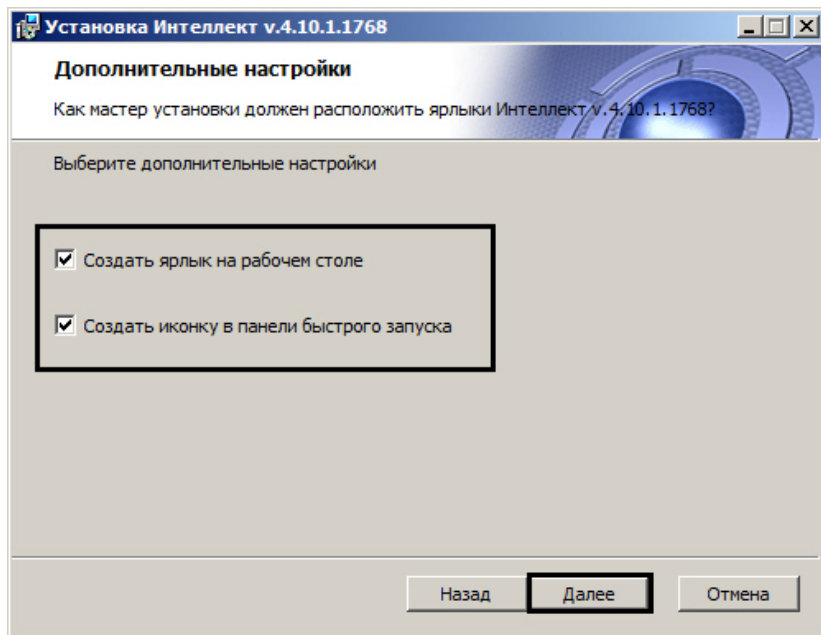 Установка Интеллект v.4.10.1.1768
Дополнительные настройки
Как мастер установки должен расположить ярлыки Интеллект v.4.10.1.1768?
Выберите дополнительные настройки
Создать ярлык на рабочем столе
Создать иконку в панели быстрого запуска
Назад Далее Отмена